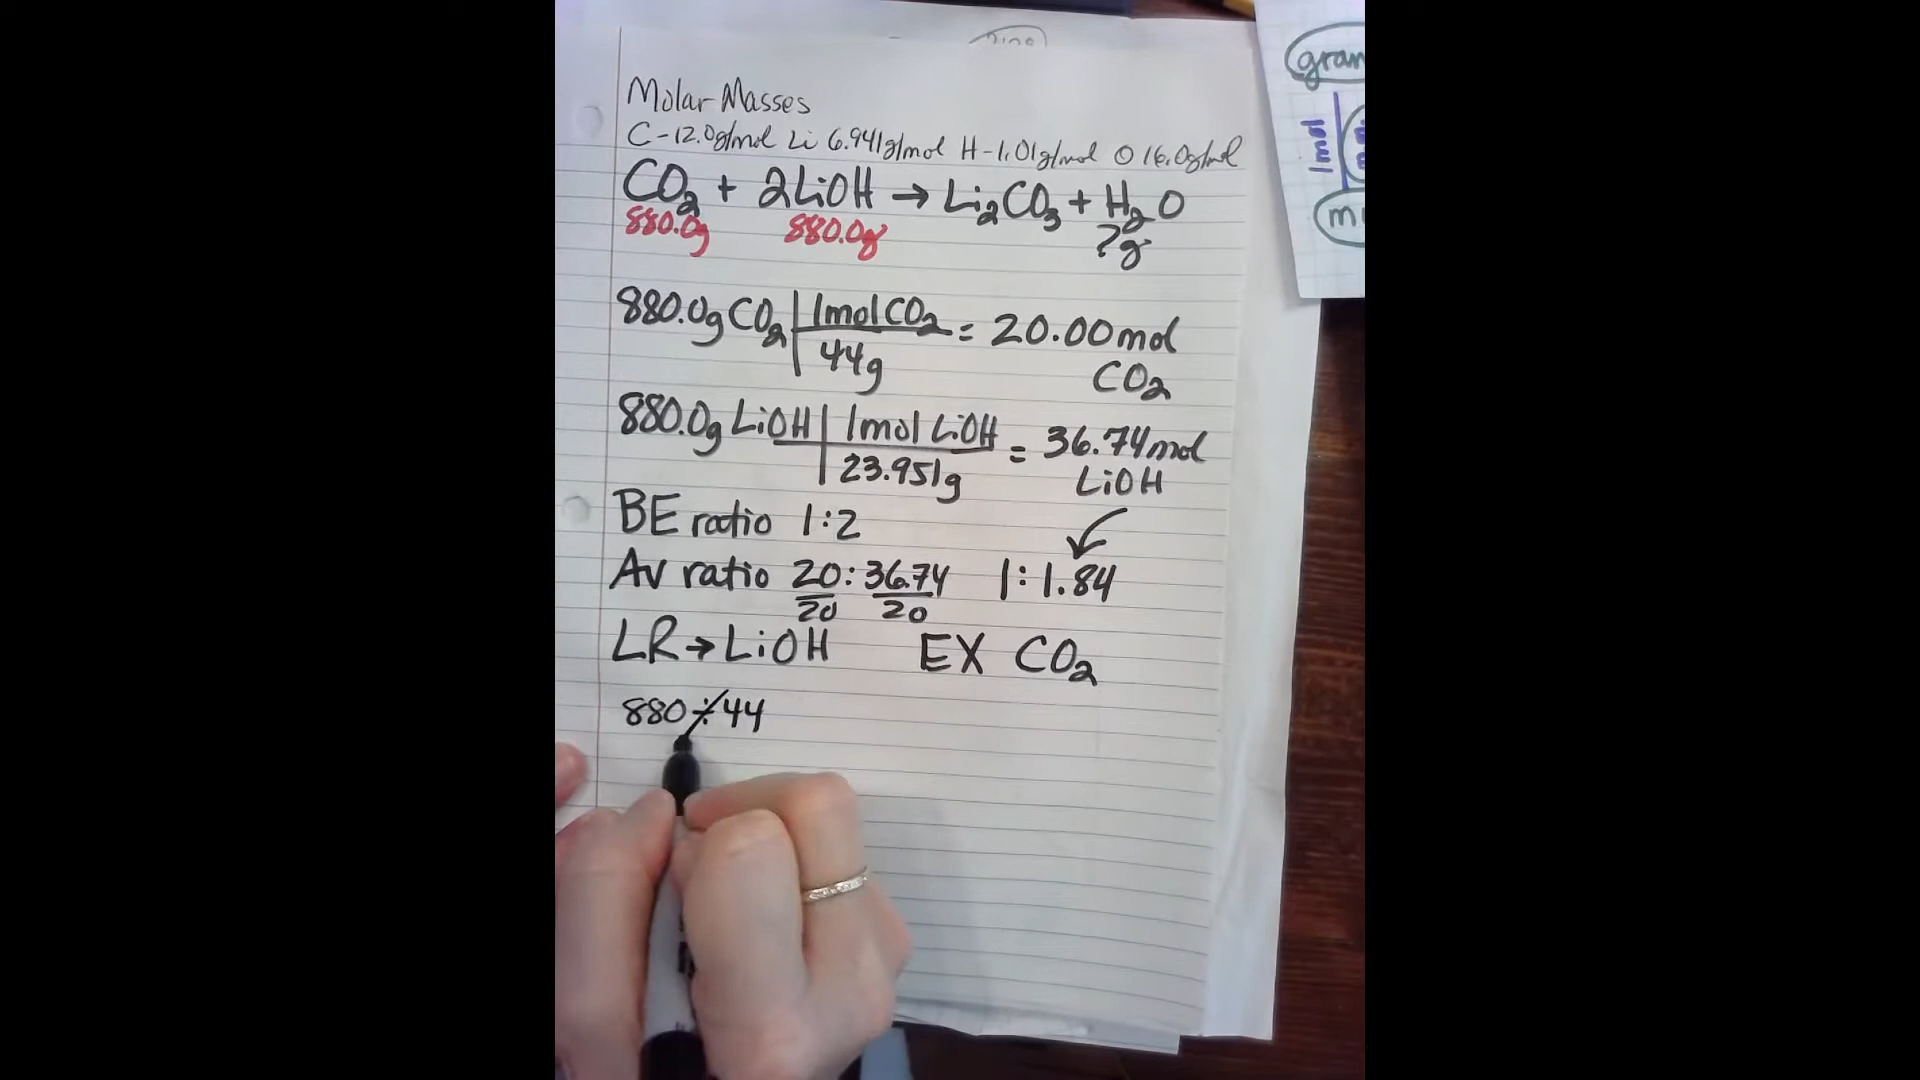 Molar Masses
C-12.0g/mol Li 6.941g/mol H-1.01g/mol O 16.0g/mol
CO₂ + 2LiOH → Li₂CO₃ + H₂O
880.0g 880.0g ?g
880.0g CO₂ | 1mol CO₂ = 20.00mol
44g CO₂
880.0g LiOH | 1mol LiOH = 36.74mol
23.951g LiOH
BE ratio 1:2
Av ratio 20:36.74 1:1.84
20 20
LR→LiOH EX CO₂
880÷44
gram
1mol
m